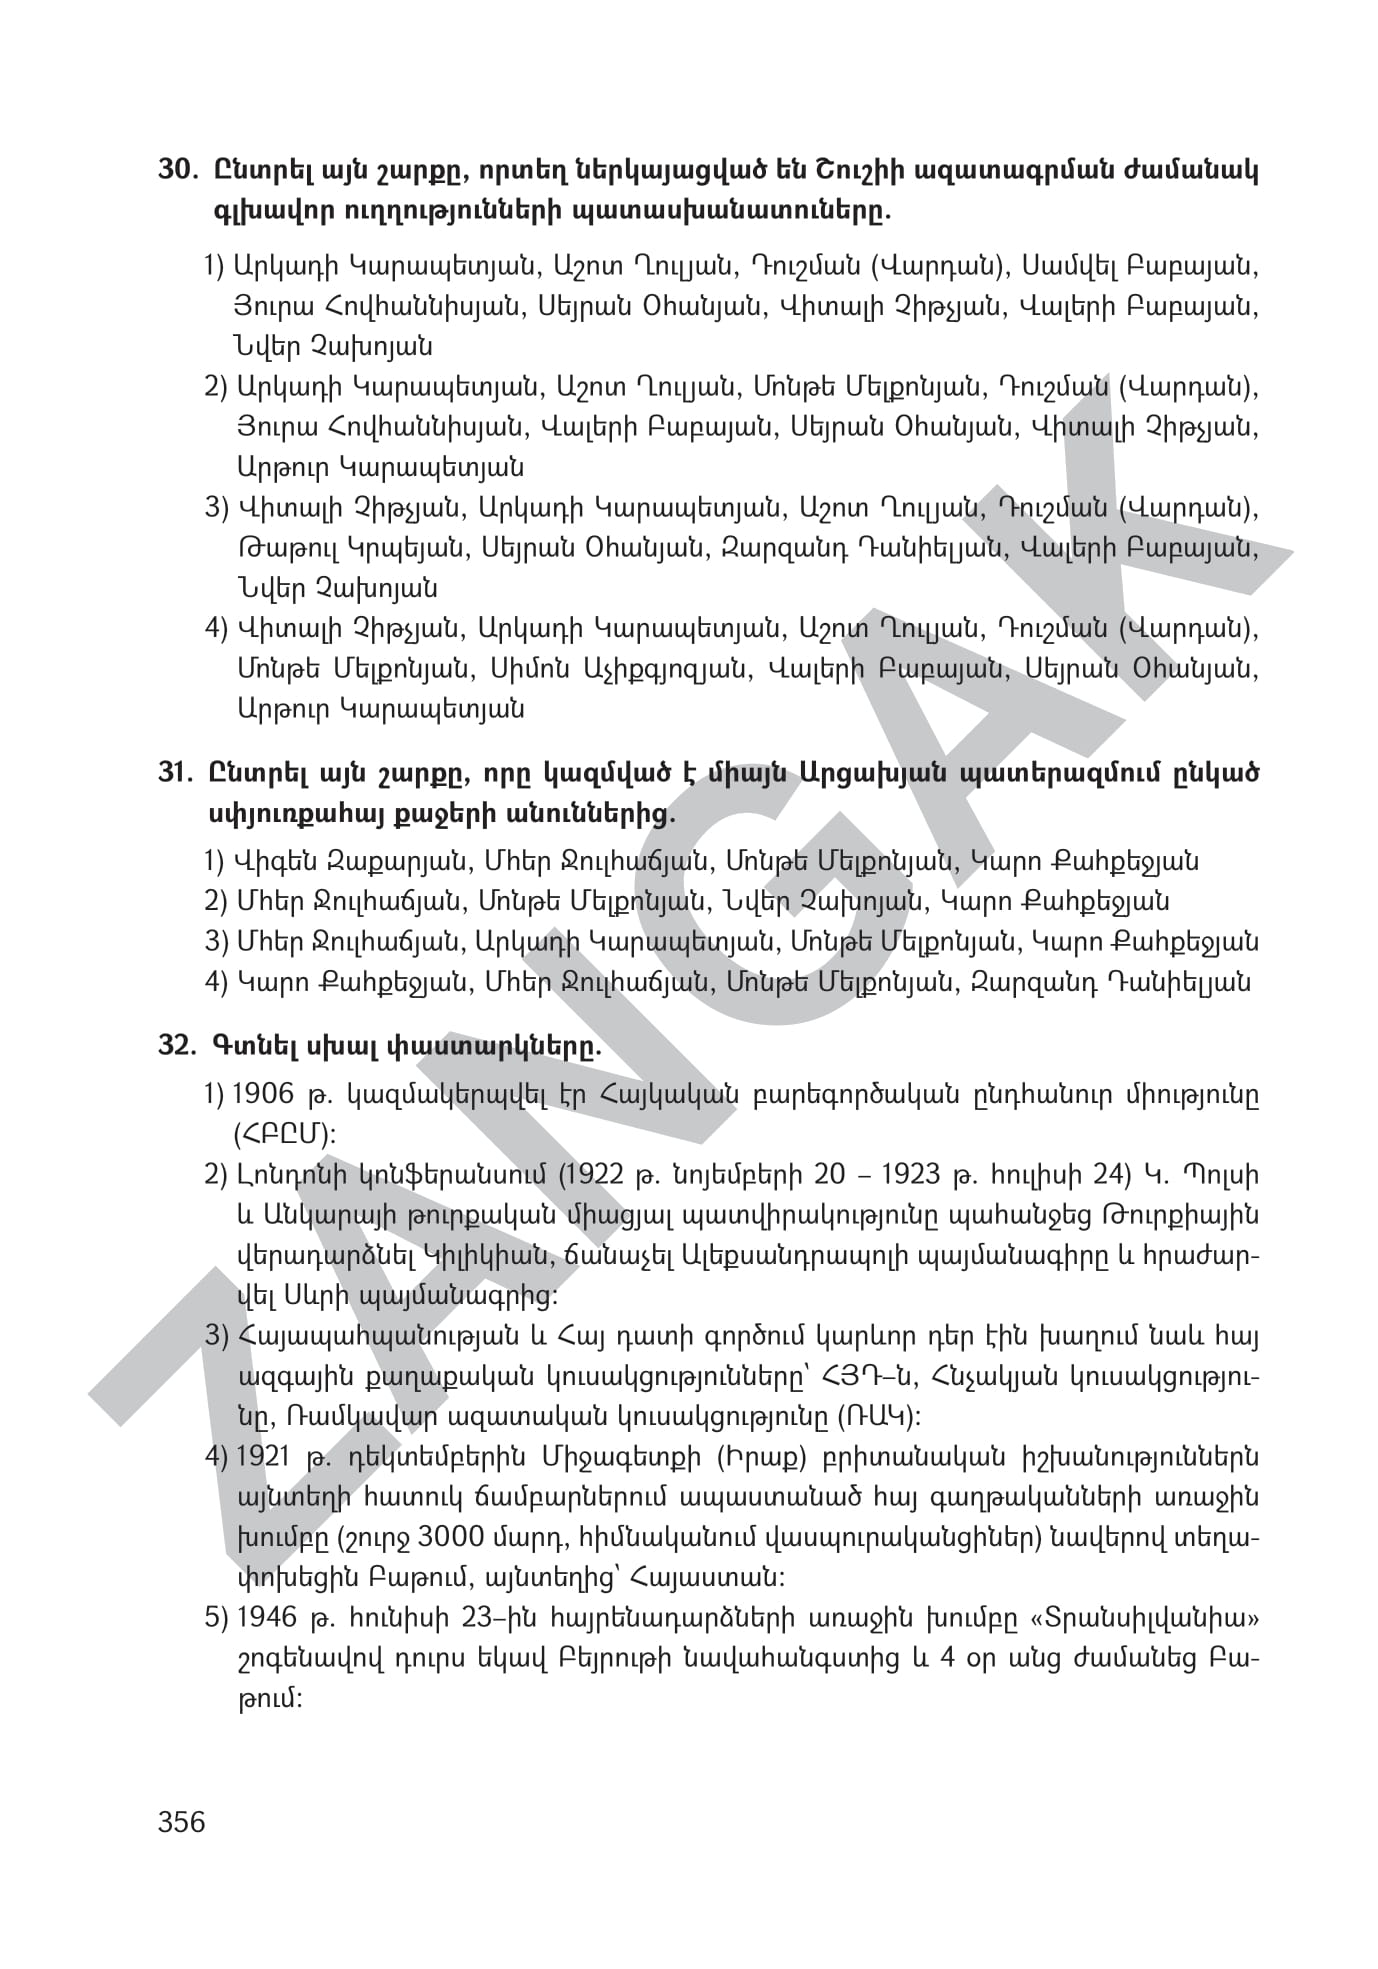 30. Ընտրել այն շարքը, որտեղ ներկայացված են Շուշիի ազատագրման ժամանակ
գլխավոր ուղղությունների պատասխանատուները.
1) Արկադի Կարապետյան, Աշոտ Ղուլյան, Դուշման (Վարդան), Սամվել Բաբայան,
Յուրա Հովհաննիսյան, Սեյրան Օհանյան, Վիտալի Չիթչյան, Վալերի Բաբայան,
Նվեր Չախոյան
2) Արկադի Կարապետյան, Աշոտ Ղուլյան, Մոնթե Մելքոնյան, Դուշման (Վարդան),
Յուրա Հովհաննիսյան, Վալերի Բաբայան, Սեյրան Օհանյան, Վիտալի Չիթչյան,
Արթուր Կարապետյան
3) Վիտալի Չիթչյան, Արկադի Կարապետյան, Աշոտ Ղուլյան, Դուշման (Վարդան),
Թաթուլ Կրպեյան, Սեյրան Օհանյան, Զարզանդ Դանիելյան, Վալերի Բաբայան,
Նվեր Չախոյան
4) Վիտալի Չիթչյան, Արկադի Կարապետյան, Աշոտ Ղուլյան, Դուշման (Վարդան),
Մոնթե Մելքոնյան, Սիմոն Աչիքգյոզյան, Վալերի Բաբայան, Սեյրան Օհանյան,
Արթուր Կարապետյան
31. Ընտրել այն շարքը, որը կազմված է միայն Արցախյան պատերազմում ընկած
սփյուռքահայ քաջերի անուններից.
1) Վիգեն Զաքարյան, Մհեր Ջուլհաճյան, Մոնթե Մելքոնյան, Կարո Քահքեջյան
2) Մհեր Ջուլհաճյան, Մոնթե Մելքոնյան, Նվեր Չախոյան, Կարո Քահքեջյան
3) Մհեր Ջուլհաճյան, Արկադի Կարապետյան, Մոնթե Մելքոնյան, Կարո Քահքեջյան
4) Կարո Քահքեջյան, Մհեր Ջուլհաճյան, Մոնթե Մելքոնյան, Զարզանդ Դանիելյան
32. Գտնել սխալ փաստարկները.
1) 1906 թ. կազմակերպվել էր Հայկական բարեգործական ընդհանուր միությունը
(ՀԲԸՄ)։
2) Լոնդոնի կոնֆերանսում (1922 թ. նոյեմբերի 20 – 1923 թ. հուլիսի 24) Կ. Պոլսի
և Անկարայի թուրքական միացյալ պատվիրակությունը պահանջեց Թուրքիային
վերադարձնել Կիլիկիան, ճանաչել Ալեքսանդրապոլի պայմանագիրը և հրաժար-
վել Սևրի պայմանագրից։
3) Հայապահպանության և Հայ դատի գործում կարևոր դեր էին խաղում նաև հայ
ազգային քաղաքական կուսակցությունները՝ ՀՅԴ–ն, Հնչակյան կուսակցությու-
նը, Ռամկավար ազատական կուսակցությունը (ՌԱԿ)։
4) 1921 թ. դեկտեմբերին Միջագետքի (Իրաք) բրիտանական իշխանություններն
այնտեղի հատուկ ճամբարներում ապաստանած հայ գաղթականների առաջին
խումբը (շուրջ 3000 մարդ, հիմնականում վասպուրականցիներ) նավերով տեղա-
փոխեցին Բաթում, այնտեղից՝ Հայաստան։
5) 1946 թ. հունիսի 23–ին հայրենադարձների առաջին խումբը «Տրանսիլվանիա»
շոգենավով դուրս եկավ Բեյրութի նավահանգստից և 4 օր անց ժամանեց Բա-
թում։
356
ZANGAK